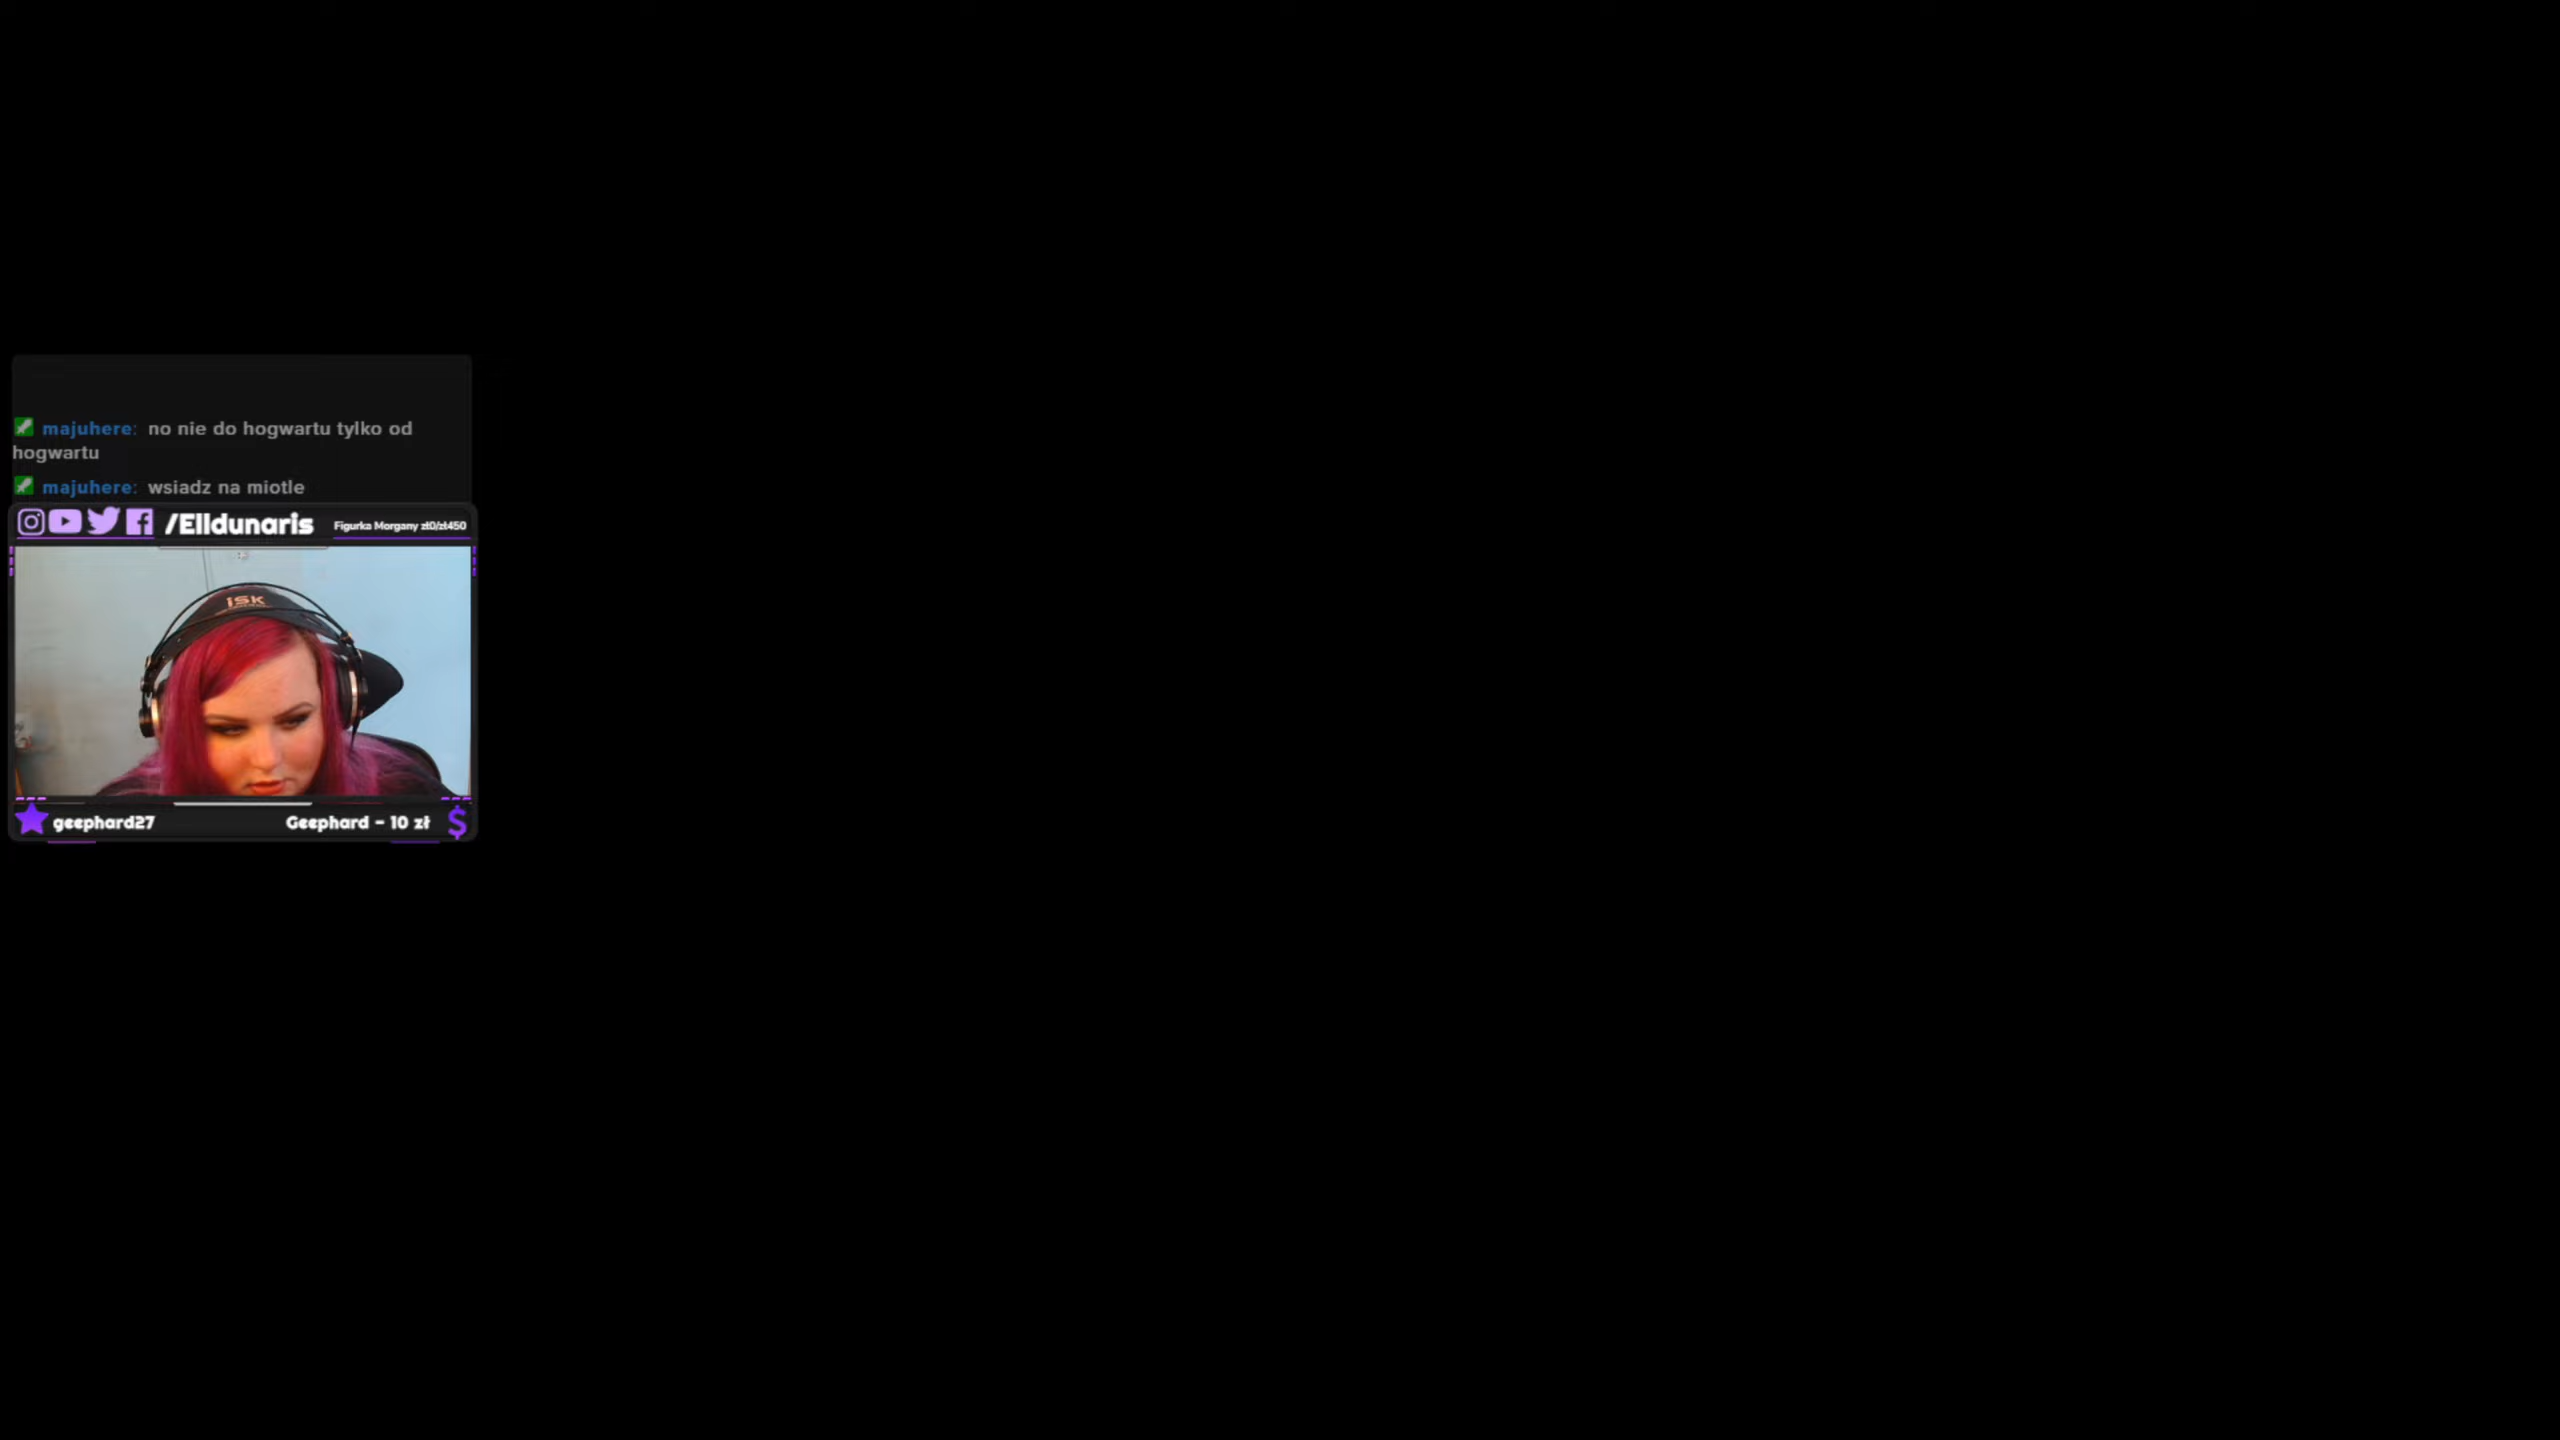 majuhere: no nie do hogwartu tylko od
hogwartu
majuhere: wsiadz na miotle
/Elldunaris
Figurka Morgany zł0/zł450
iSK
geephard27
Geephard - 10 zł